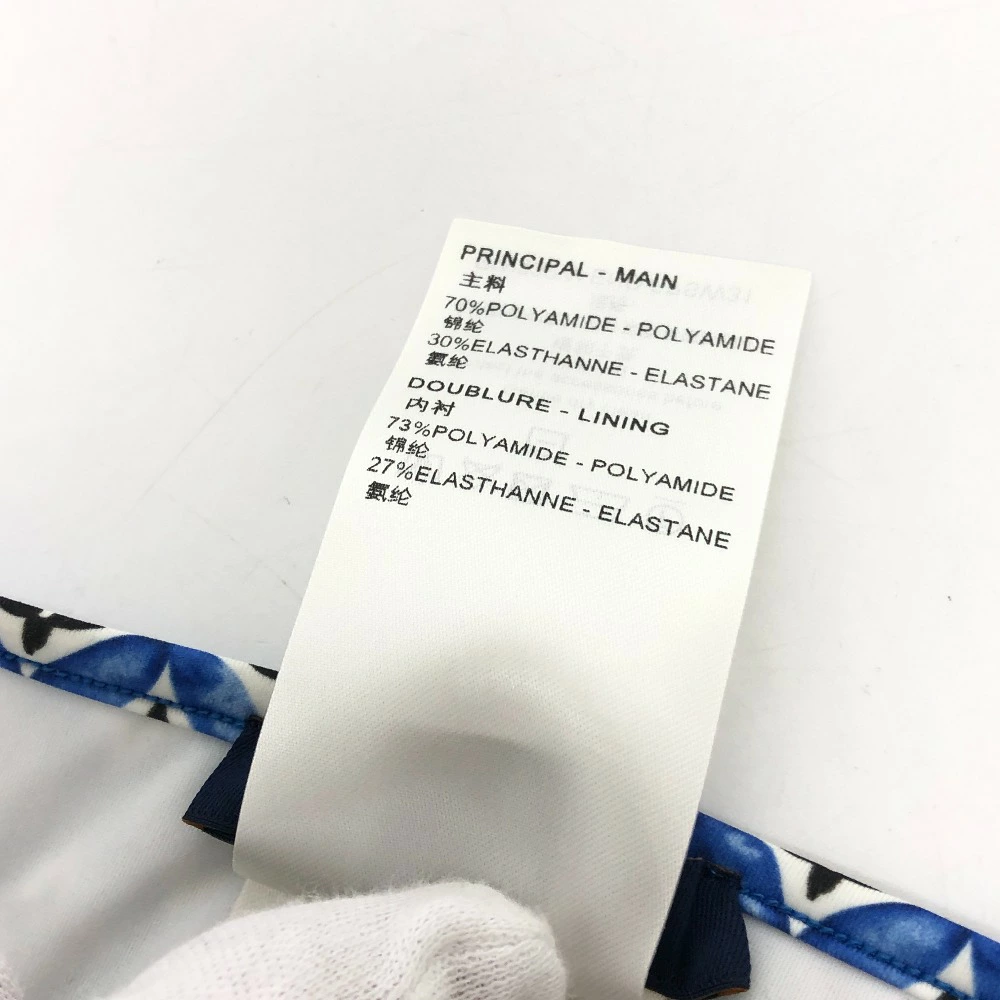 PRINCIPAL - MAIN
主料
70%POLYAMIDE - POLYAMIDE
锦纶
30%ELASTHANNE - ELASTANE
氨纶
DOUBLURE - LINING
内衬
73%POLYAMIDE - POLYAMIDE
锦纶
27%ELASTHANNE - ELASTANE
氨纶